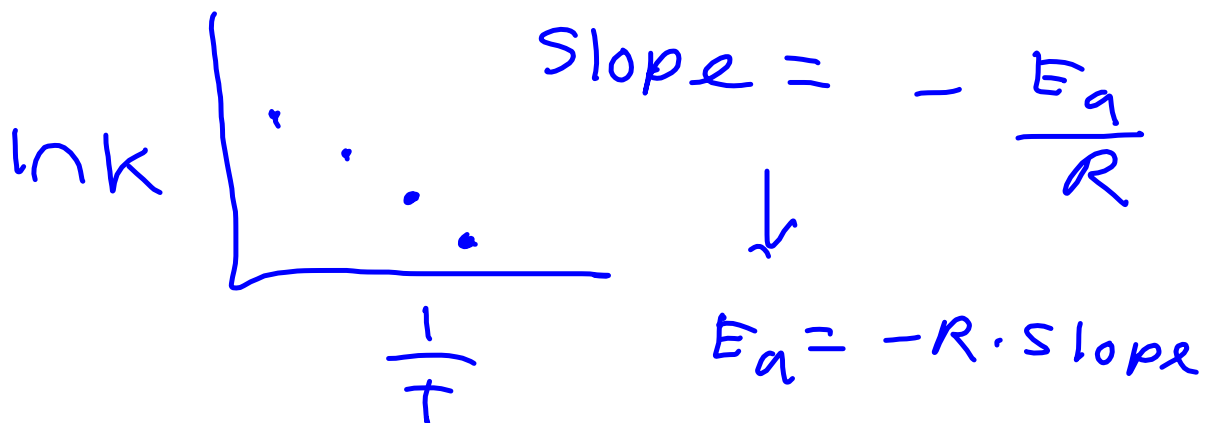 Slope = - Ea/R
ln k
1/T
Ea = -R · slope